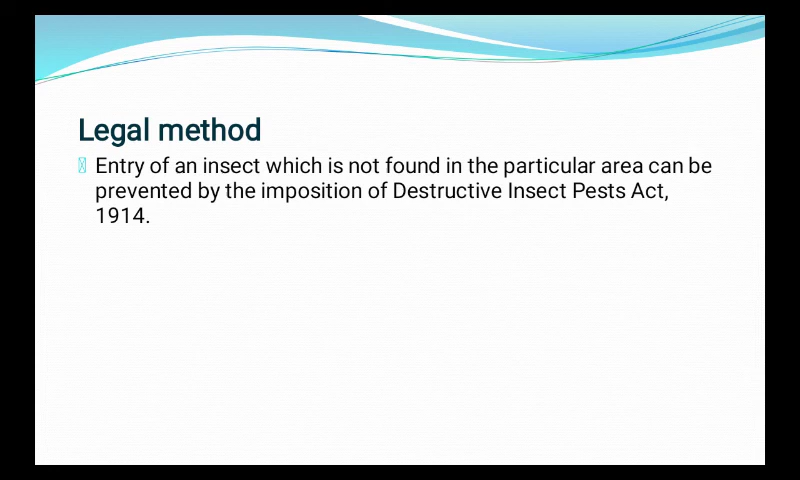 Legal method
Entry of an insect which is not found in the particular area can be
prevented by the imposition of Destructive Insect Pests Act,
1914.